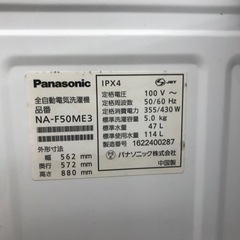 Panasonic
全自動電気洗濯機
品番
NA-F50ME3
外形寸法
幅 562 mm
奥行 572 mm
高さ 880 mm
IPX4
JET
定格電圧 100 V～
定格周波数 50/60 Hz
定格消費電力 355/430 W
標準洗濯容量 5.0 kg
標準水量 47 L
標準使用水量 114 L
製造番号 1622400287
パナソニック株式会社
中国製